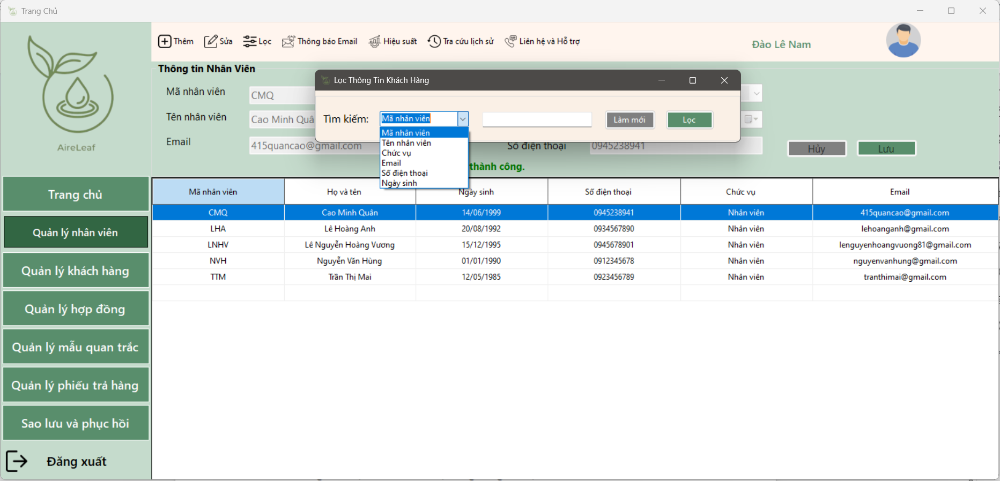 Trang Chủ
AireLeaf
Trang chủ
Quản lý nhân viên
Quản lý khách hàng
Quản lý hợp đồng
Quản lý mẫu quan trắc
Quản lý phiếu trả hàng
Sao lưu và phục hồi
Đăng xuất
Thêm Sửa Lọc Thông báo Email Hiệu suất Tra cứu lịch sử Liên hệ và Hỗ trợ
Đào Lê Nam
Thông tin Nhân Viên
Mã nhân viên CMQ
Tên nhân viên Cao Minh Quâ
Email 415quancao@gmail.com
Số điện thoại 0945238941
Hủy Lưu
thành công.
Lọc Thông Tin Khách Hàng
Tìm kiếm: Mã nhân viên Làm mới Lọc
Mã nhân viên
Tên nhân viên
Chức vụ
Email
Số điện thoại
Ngày sinh
Mã nhân viên Họ và tên Ngày sinh Số điện thoại Chức vụ Email
CMQ Cao Minh Quân 14/06/1999 0945238941 Nhân viên 415quancao@gmail.com
LHA Lê Hoàng Anh 20/08/1992 0934567890 Nhân viên lehoanganh@gmail.com
LNHV Lê Nguyễn Hoàng Vương 15/12/1995 0945678901 Nhân viên lenguyenhoangvuong81@gmail.com
NVH Nguyễn Văn Hùng 01/01/1990 0912345678 Nhân viên nguyenvanhung@gmail.com
TTM Trần Thị Mai 12/05/1985 0923456789 Nhân viên tranthimai@gmail.com